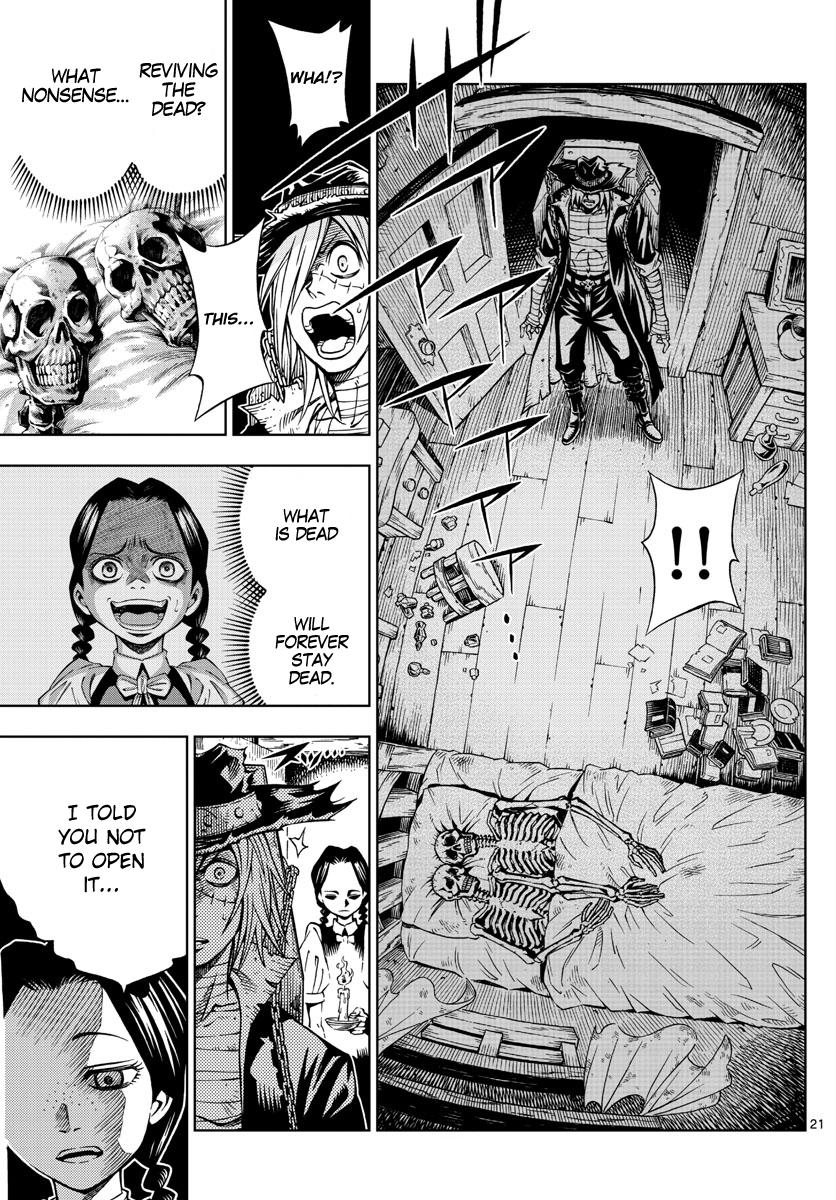 !!
WHA!?
THIS...
REVIVING
THE
DEAD?
WHAT
NONSENSE...
WHAT
IS DEAD
WILL
FOREVER
STAY
DEAD.
I TOLD
YOU NOT
TO OPEN
IT...
21